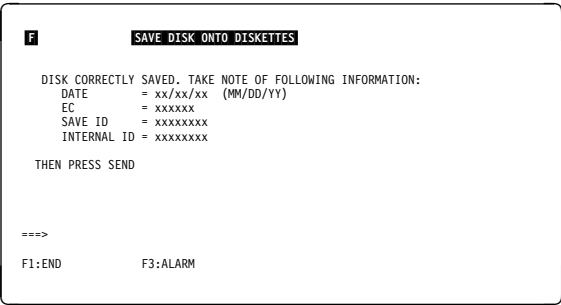 F SAVE DISK ONTO DISKETTES
DISK CORRECTLY SAVED. TAKE NOTE OF FOLLOWING INFORMATION:
DATE = xx/xx/xx (MM/DD/YY)
EC = xxxxxx
SAVE ID = xxxxxxxx
INTERNAL ID = xxxxxxxx
THEN PRESS SEND
===>
F1:END F3:ALARM